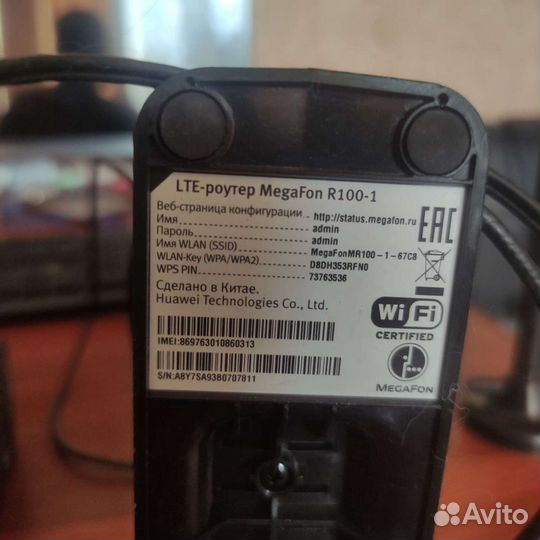 LTE-роутер MegaFon R100-1
Веб-страница конфигурации - http://status.megafon.ru
Имя admin
Пароль admin
Имя WLAN (SSID) MegaFonMR100-1-67C8
WLAN-Key (WPA/WPA2) D8DH353RFN0
WPS PIN 73763536
Сделано в Китае.
Huawei Technologies Co., Ltd.
IMEI:869763010860313
S/N:A8Y7SA93B0707811
EAC
Wi Fi
CERTIFIED
MEGAFON
Avito